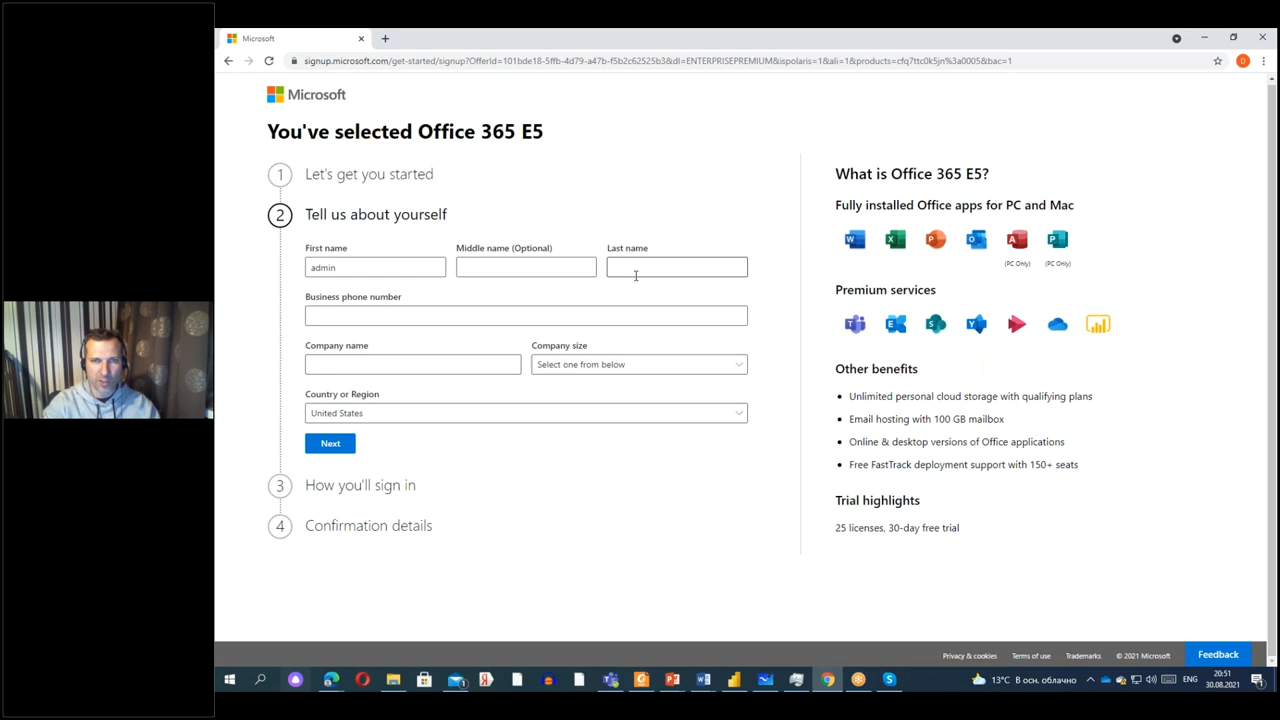 Microsoft
signup.microsoft.com/get-started/signup?OfferId=101bde18-5ffb-4d79-a47b-f5b2c62525b3&dl=ENTERPRISEPREMIUM&ispolaris=1&ali=1&products=cfq7ttc0k5jn%3a0005&bac=1
D
Microsoft
You've selected Office 365 E5
1 Let's get you started
2 Tell us about yourself
First name Middle name (Optional) Last name
admin
Business phone number
Company name Company size
Select one from below
Country or Region
United States
Next
3 How you'll sign in
4 Confirmation details
What is Office 365 E5?
Fully installed Office apps for PC and Mac
(PC Only) (PC Only)
Premium services
Other benefits
Unlimited personal cloud storage with qualifying plans
Email hosting with 100 GB mailbox
Online & desktop versions of Office applications
Free FastTrack deployment support with 150+ seats
Trial highlights
25 licenses, 30-day free trial
Privacy & cookies Terms of use Trademarks © 2021 Microsoft Feedback
13°C В осн. облачно ENG 20:51
30.08.2021